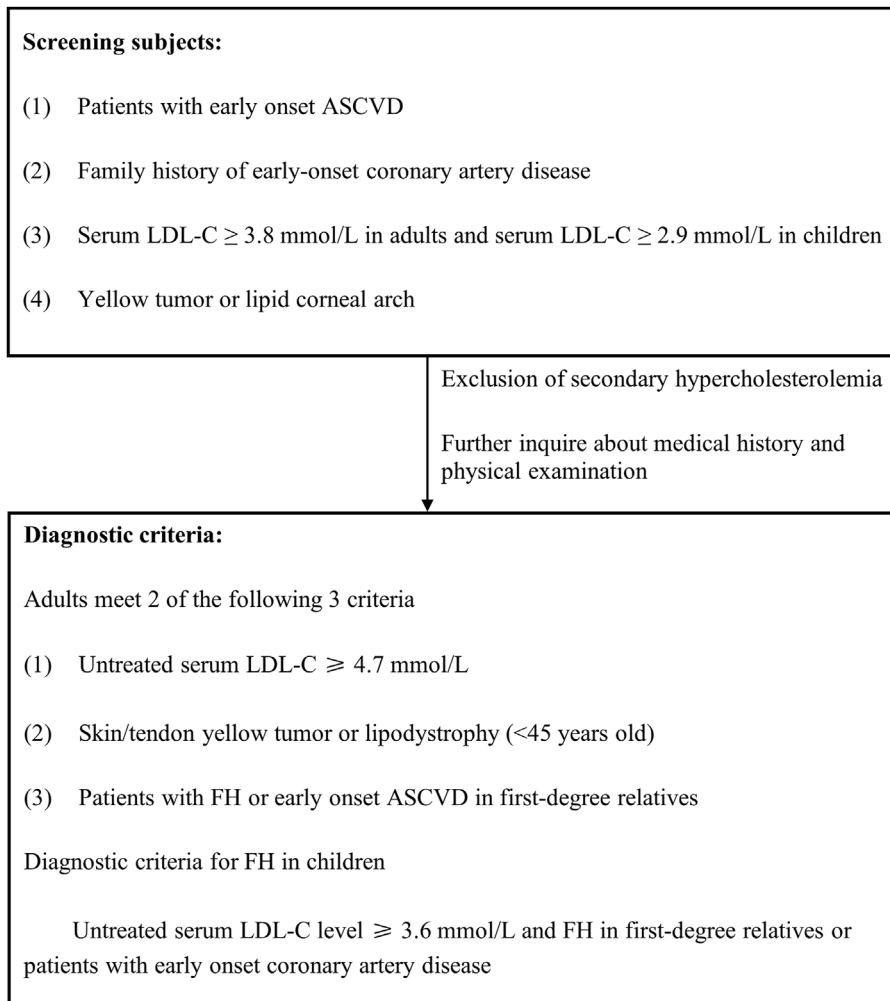 Screening subjects:
(1) Patients with early onset ASCVD
(2) Family history of early-onset coronary artery disease
(3) Serum LDL-C ≥ 3.8 mmol/L in adults and serum LDL-C ≥ 2.9 mmol/L in children
(4) Yellow tumor or lipid corneal arch
Exclusion of secondary hypercholesterolemia
Further inquire about medical history and
physical examination
Diagnostic criteria:
Adults meet 2 of the following 3 criteria
(1) Untreated serum LDL-C ⩾ 4.7 mmol/L
(2) Skin/tendon yellow tumor or lipodystrophy (<45 years old)
(3) Patients with FH or early onset ASCVD in first-degree relatives
Diagnostic criteria for FH in children
Untreated serum LDL-C level ⩾ 3.6 mmol/L and FH in first-degree relatives or
patients with early onset coronary artery disease